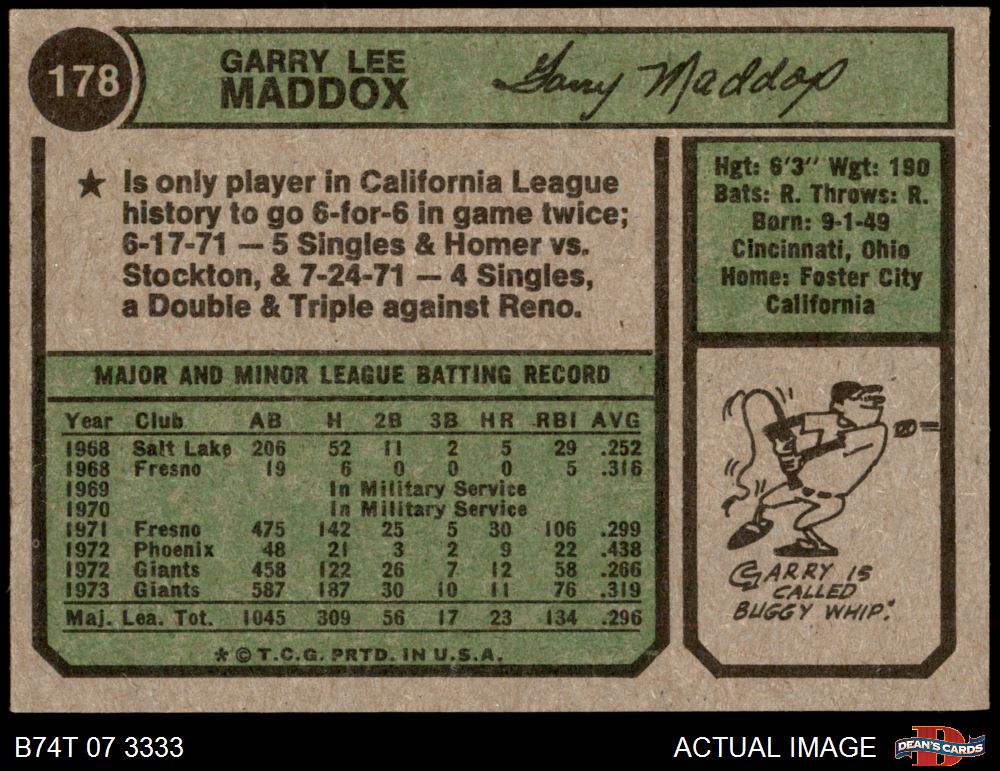 178
GARRY LEE
MADDOX
Garry Maddox
★ Is only player in California League
history to go 6-for-6 in game twice;
6-17-71 — 5 Singles & Homer vs.
Stockton, & 7-24-71 — 4 Singles,
a Double & Triple against Reno.
Hgt: 6'3" Wgt: 190
Bats: R. Throws: R.
Born: 9-1-49
Cincinnati, Ohio
Home: Foster City
California
MAJOR AND MINOR LEAGUE BATTING RECORD
Year Club AB H 2B 3B HR RBI AVG
1968 Salt Lake 206 52 11 2 5 29 .252
1968 Fresno 19 6 0 0 0 5 .316
1969 In Military Service
1970 In Military Service
1971 Fresno 475 142 25 5 30 106 .299
1972 Phoenix 48 21 3 2 9 22 .438
1972 Giants 458 122 26 7 12 58 .266
1973 Giants 587 187 30 10 11 76 .319
Maj. Lea. Tot. 1045 309 56 17 23 134 .296
* © T.C.G. PRTD. IN U.S.A.
GARRY IS
CALLED
BUGGY WHIP."
B74T 07 3333
ACTUAL IMAGE
DEAN'S CARDS